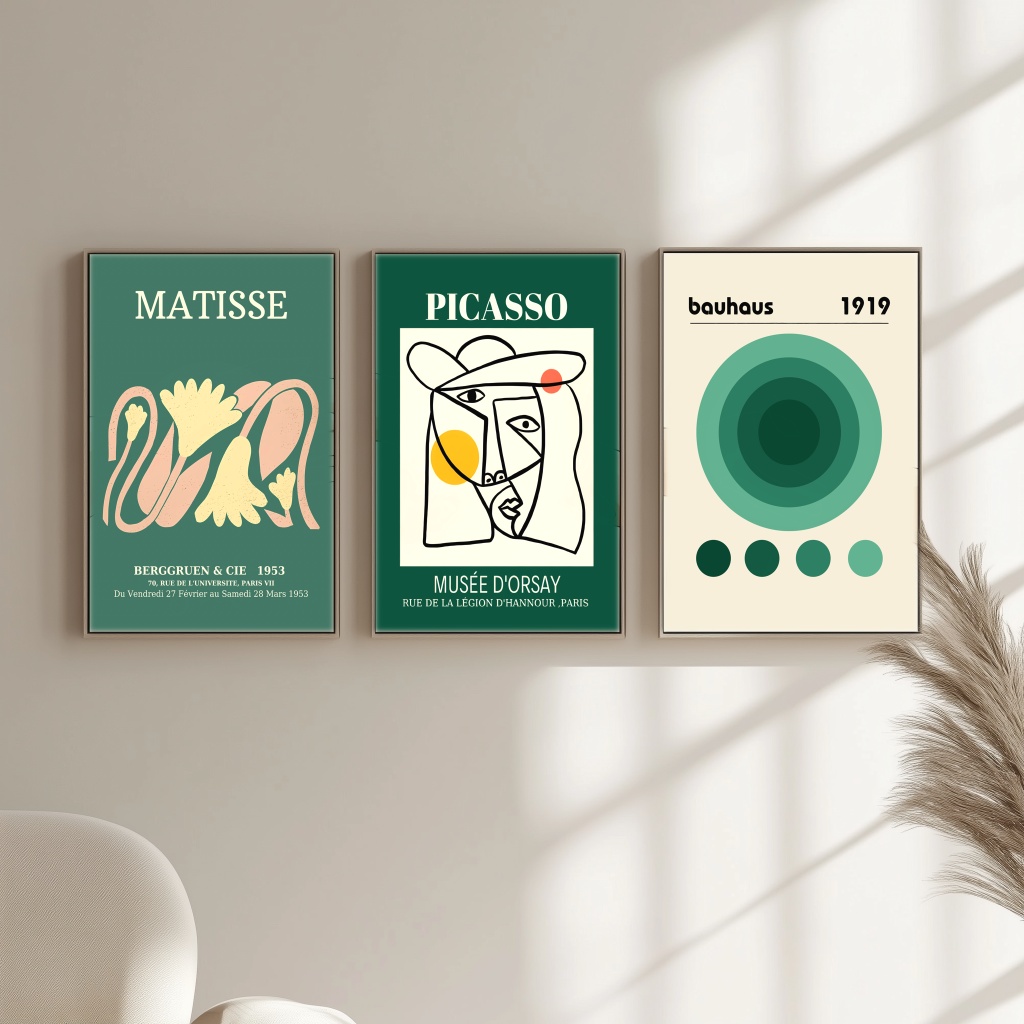 MATISSE
BERGGRUEN & CIE 1953
70, RUE DE L'UNIVERSITE, PARIS VII
Du Vendredi 27 Février au Samedi 28 Mars 1953
PICASSO
MUSÉE D'ORSAY
RUE DE LA LÉGION D'HANNOUR ,PARIS
bauhaus 1919